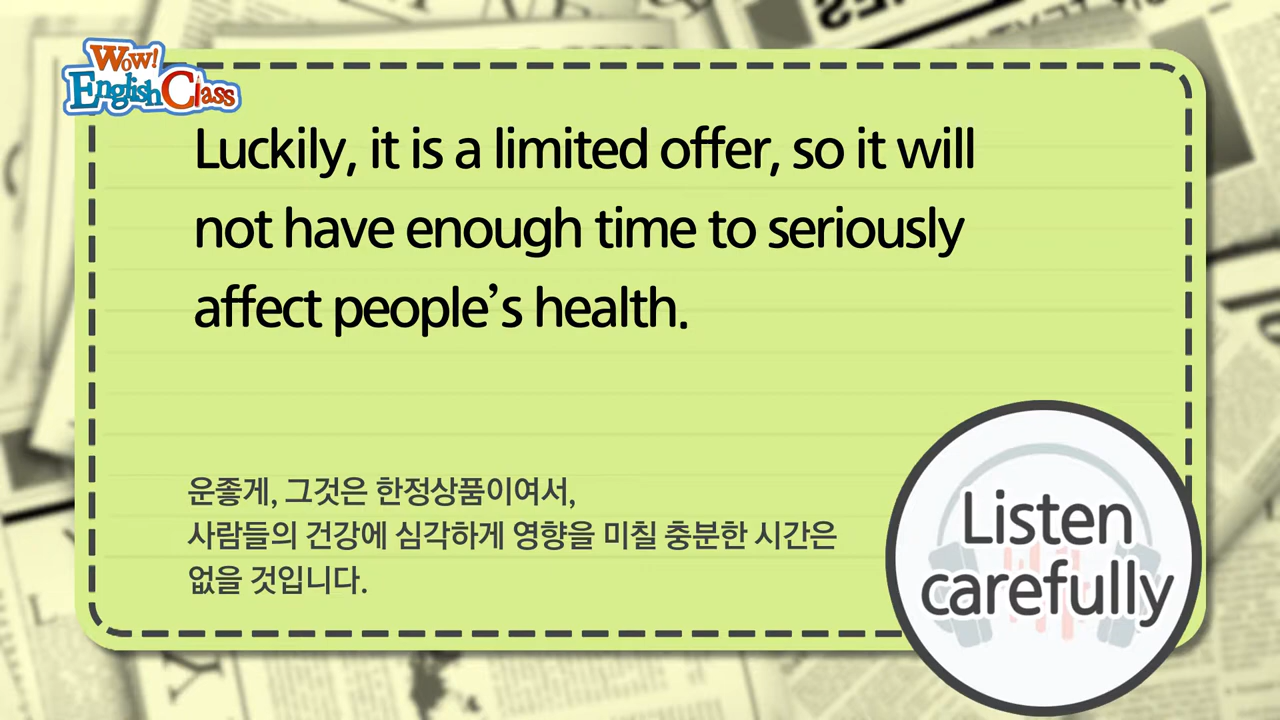 Wow!
English Class
Luckily, it is a limited offer, so it will
not have enough time to seriously
affect people's health.
운좋게, 그것은 한정상품이여서,
사람들의 건강에 심각하게 영향을 미칠 충분한 시간은
없을 것입니다.
Listen
carefully